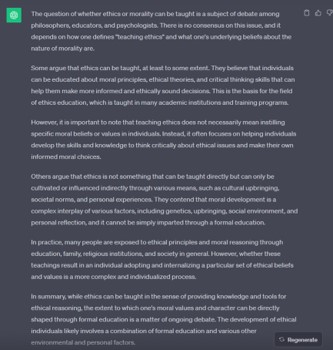 The question of whether ethics or morality can be taught is a subject of debate among
philosophers, educators, and psychologists. There is no consensus on this issue, and it
depends on how one defines "teaching ethics" and what one's underlying beliefs about the
nature of morality are.
Some argue that ethics can be taught, at least to some extent. They believe that individuals
can be educated about moral principles, ethical theories, and critical thinking skills that can
help them make more informed and ethically sound decisions. This is the basis for the field
of ethics education, which is taught in many academic institutions and training programs.
However, it is important to note that teaching ethics does not necessarily mean instilling
specific moral beliefs or values in individuals. Instead, it often focuses on helping individuals
develop the skills and knowledge to think critically about ethical issues and make their own
informed moral choices.
Others argue that ethics is not something that can be taught directly but can only be
cultivated or influenced indirectly through various means, such as cultural upbringing,
societal norms, and personal experiences. They contend that moral development is a
complex interplay of various factors, including genetics, upbringing, social environment, and
personal reflection, and it cannot be simply imparted through formal education.
In practice, many people are exposed to ethical principles and moral reasoning through
education, family, religious institutions, and society in general. However, whether these
teachings result in an individual adopting and internalizing a particular set of ethical beliefs
and values is a more complex and individualized process.
In summary, while ethics can be taught in the sense of providing knowledge and tools for
ethical reasoning, the extent to which one's moral values and character can be directly
shaped through formal education is a matter of ongoing debate. The development of ethical
individuals likely involves a combination of formal education and various other
environmental and personal factors.
Regenerate